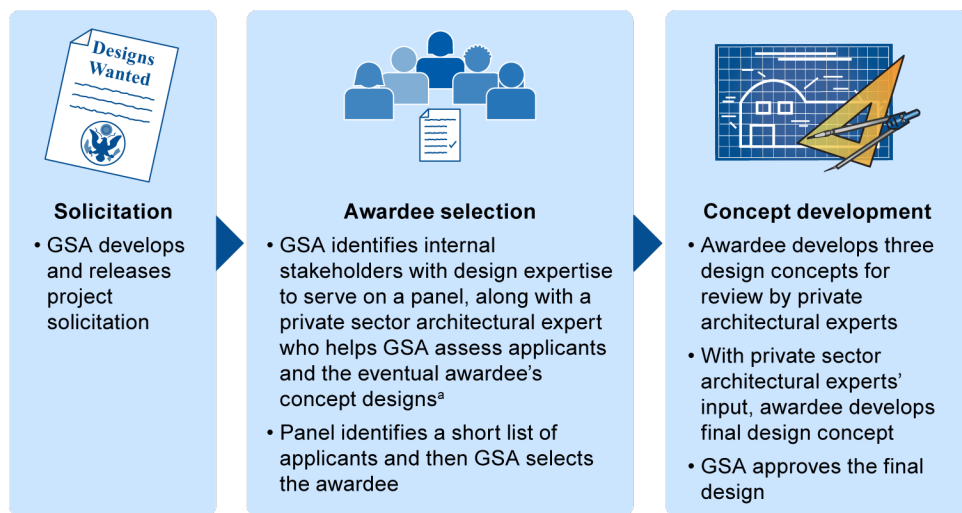 Designs
Wanted
Solicitation
• GSA develops
and releases
project
solicitation
Awardee selection
• GSA identifies internal
stakeholders with design expertise
to serve on a panel, along with a
private sector architectural expert
who helps GSA assess applicants
and the eventual awardee’s
concept designsᵃ
• Panel identifies a short list of
applicants and then GSA selects
the awardee
Concept development
• Awardee develops three
design concepts for
review by private
architectural experts
• With private sector
architectural experts’
input, awardee develops
final design concept
• GSA approves the final
design